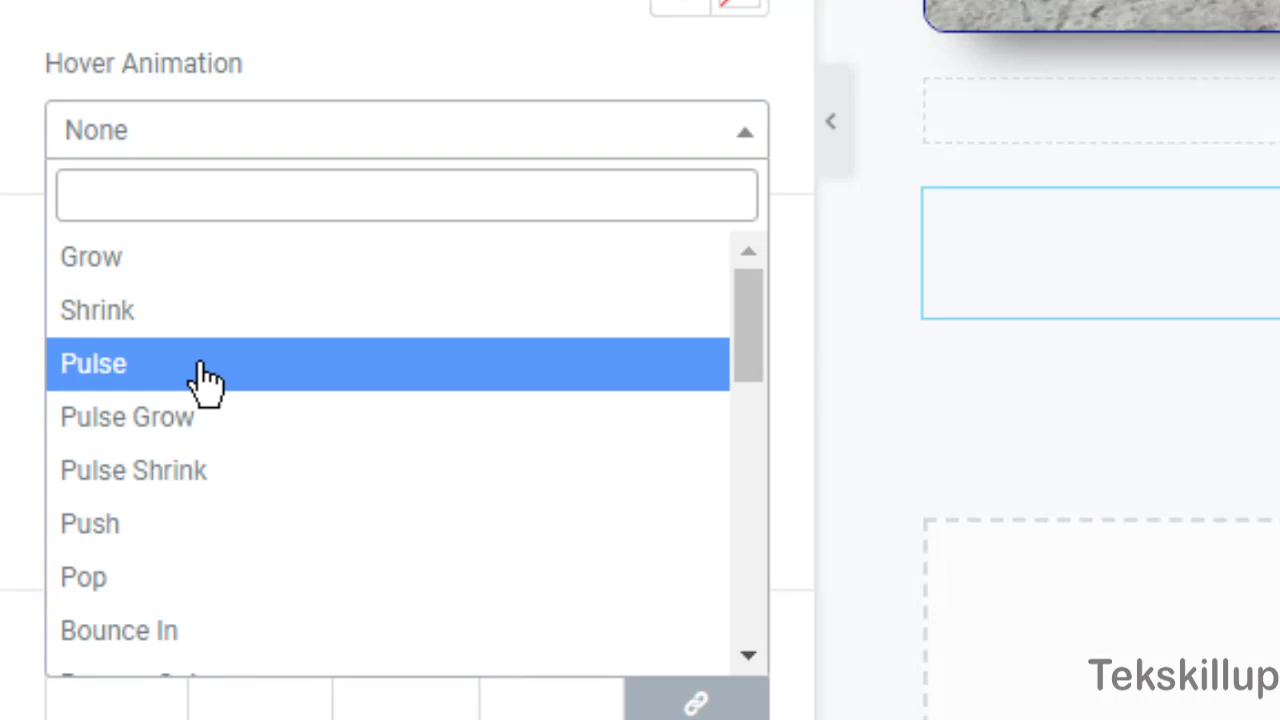 Hover Animation
None
Grow
Shrink
Pulse
Pulse Grow
Pulse Shrink
Push
Pop
Bounce In
Tekskillup